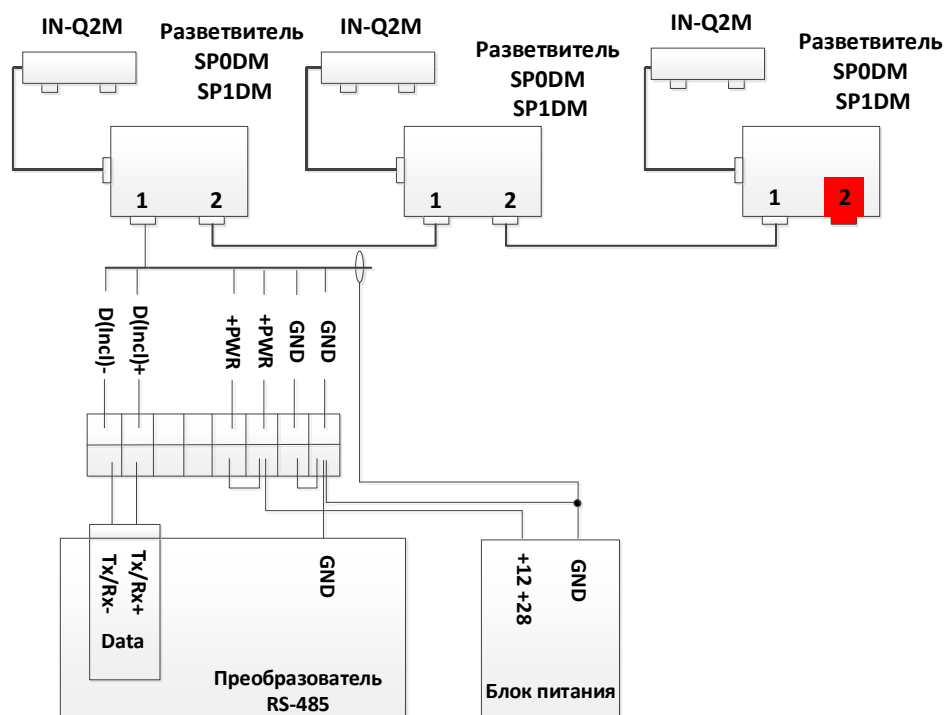 IN-Q2M
Разветвитель
SP0DM
SP1DM
IN-Q2M
Разветвитель
SP0DM
SP1DM
IN-Q2M
Разветвитель
SP0DM
SP1DM
1 2
1 2
1 2
D(Incl)-
D(Incl)+
+PWR
+PWR
GND
GND
Tx/Rx-
Tx/Rx+
Data
GND
Преобразователь
RS-485
+12 +28
GND
Блок питания